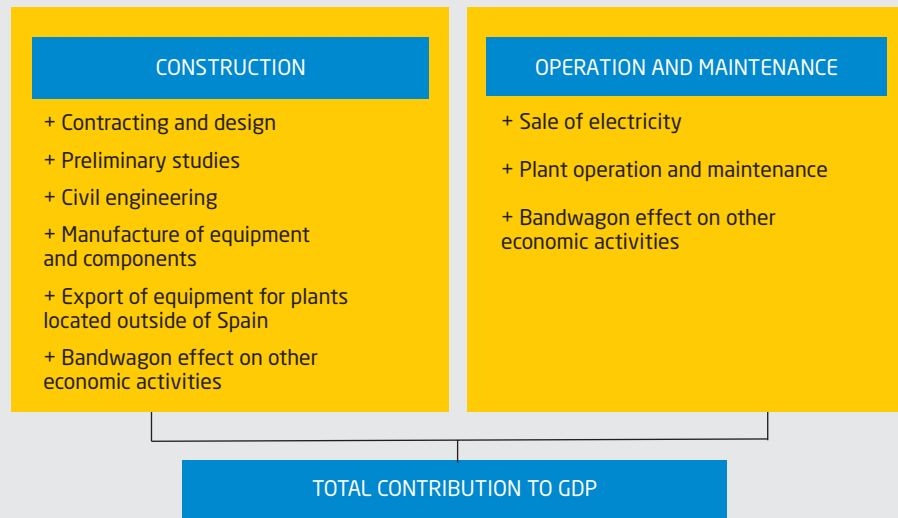 CONSTRUCTION
+ Contracting and design
+ Preliminary studies
+ Civil engineering
+ Manufacture of equipment
and components
+ Export of equipment for plants
located outside of Spain
+ Bandwagon effect on other
economic activities
OPERATION AND MAINTENANCE
+ Sale of electricity
+ Plant operation and maintenance
+ Bandwagon effect on other
economic activities
TOTAL CONTRIBUTION TO GDP